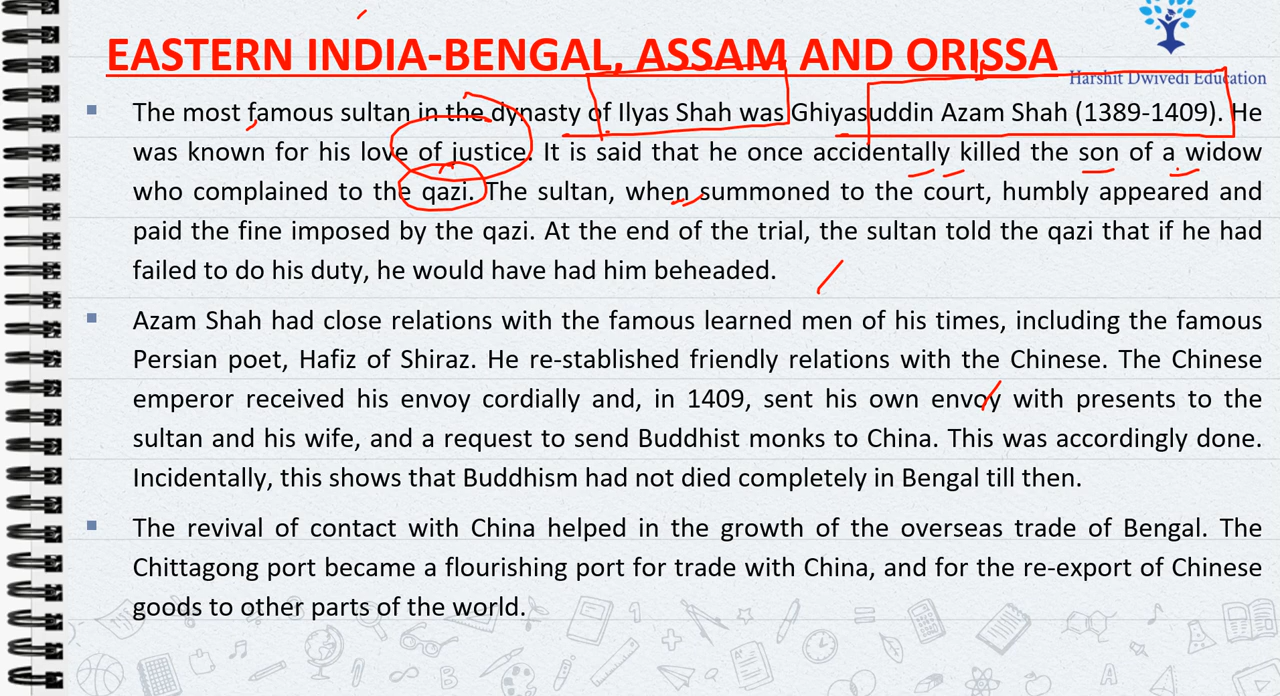 EASTERN INDIA-BENGAL, ASSAM AND ORISSA
Harshit Dwivedi Education
The most famous sultan in the dynasty of Ilyas Shah was Ghiyasuddin Azam Shah (1389-1409). He
was known for his love of justice. It is said that he once accidentally killed the son of a widow
who complained to the qazi. The sultan, when summoned to the court, humbly appeared and
paid the fine imposed by the qazi. At the end of the trial, the sultan told the qazi that if he had
failed to do his duty, he would have had him beheaded.
Azam Shah had close relations with the famous learned men of his times, including the famous
Persian poet, Hafiz of Shiraz. He re-stablished friendly relations with the Chinese. The Chinese
emperor received his envoy cordially and, in 1409, sent his own envoy with presents to the
sultan and his wife, and a request to send Buddhist monks to China. This was accordingly done.
Incidentally, this shows that Buddhism had not died completely in Bengal till then.
The revival of contact with China helped in the growth of the overseas trade of Bengal. The
Chittagong port became a flourishing port for trade with China, and for the re-export of Chinese
goods to other parts of the world.